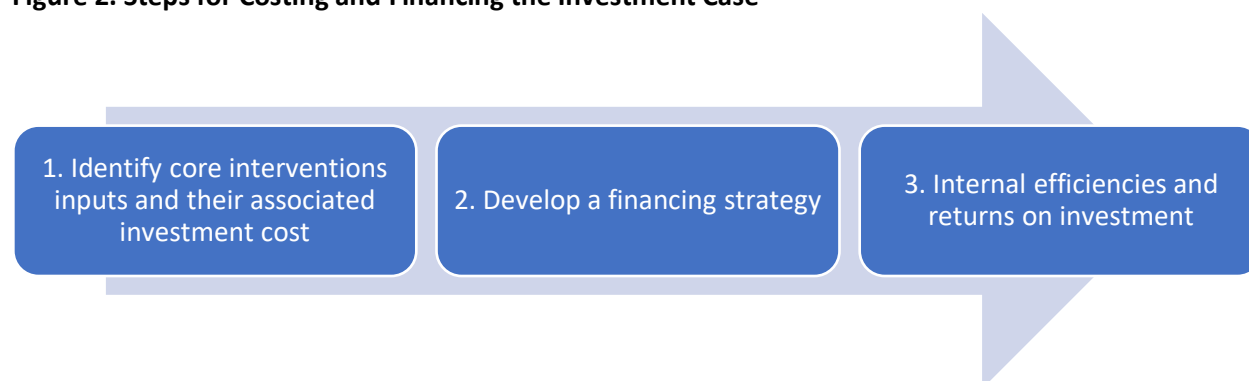 Figure 2. Steps for Costing and Financing the Investment Case
1. Identify core interventions
inputs and their associated
investment cost
2. Develop a financing strategy
3. Internal efficiencies and
returns on investment